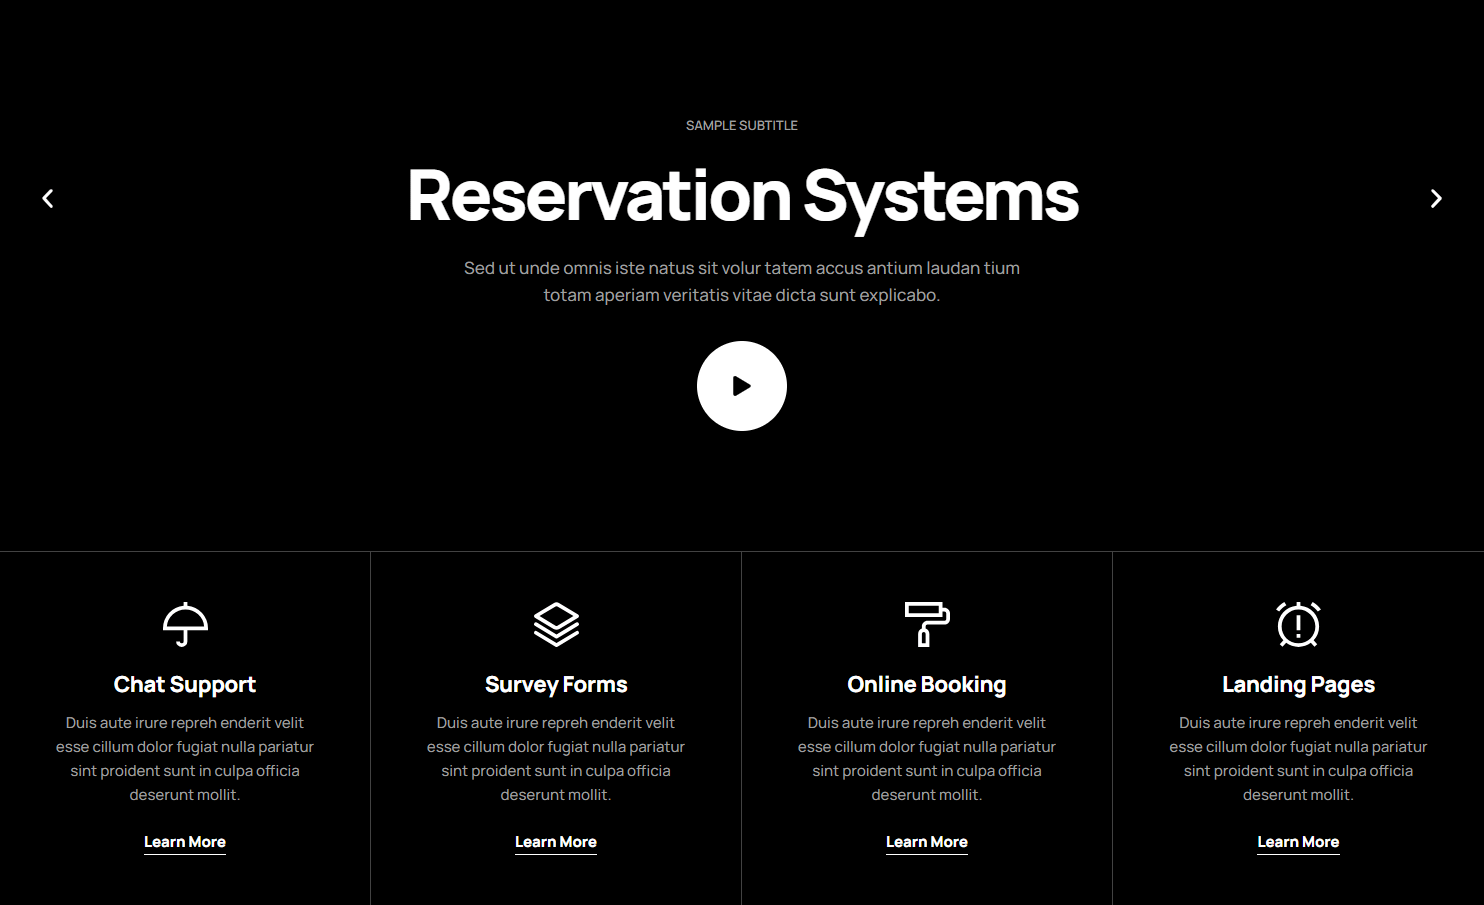 SAMPLE SUBTITLE
Reservation Systems
Sed ut unde omnis iste natus sit volur tatem accus antium laudan tium
totam aperiam veritatis vitae dicta sunt explicabo.
Chat Support
Duis aute irure repreh enderit velit
esse cillum dolor fugiat nulla pariatur
sint proident sunt in culpa officia
deserunt mollit.
Learn More
Survey Forms
Duis aute irure repreh enderit velit
esse cillum dolor fugiat nulla pariatur
sint proident sunt in culpa officia
deserunt mollit.
Learn More
Online Booking
Duis aute irure repreh enderit velit
esse cillum dolor fugiat nulla pariatur
sint proident sunt in culpa officia
deserunt mollit.
Learn More
Landing Pages
Duis aute irure repreh enderit velit
esse cillum dolor fugiat nulla pariatur
sint proident sunt in culpa officia
deserunt mollit.
Learn More